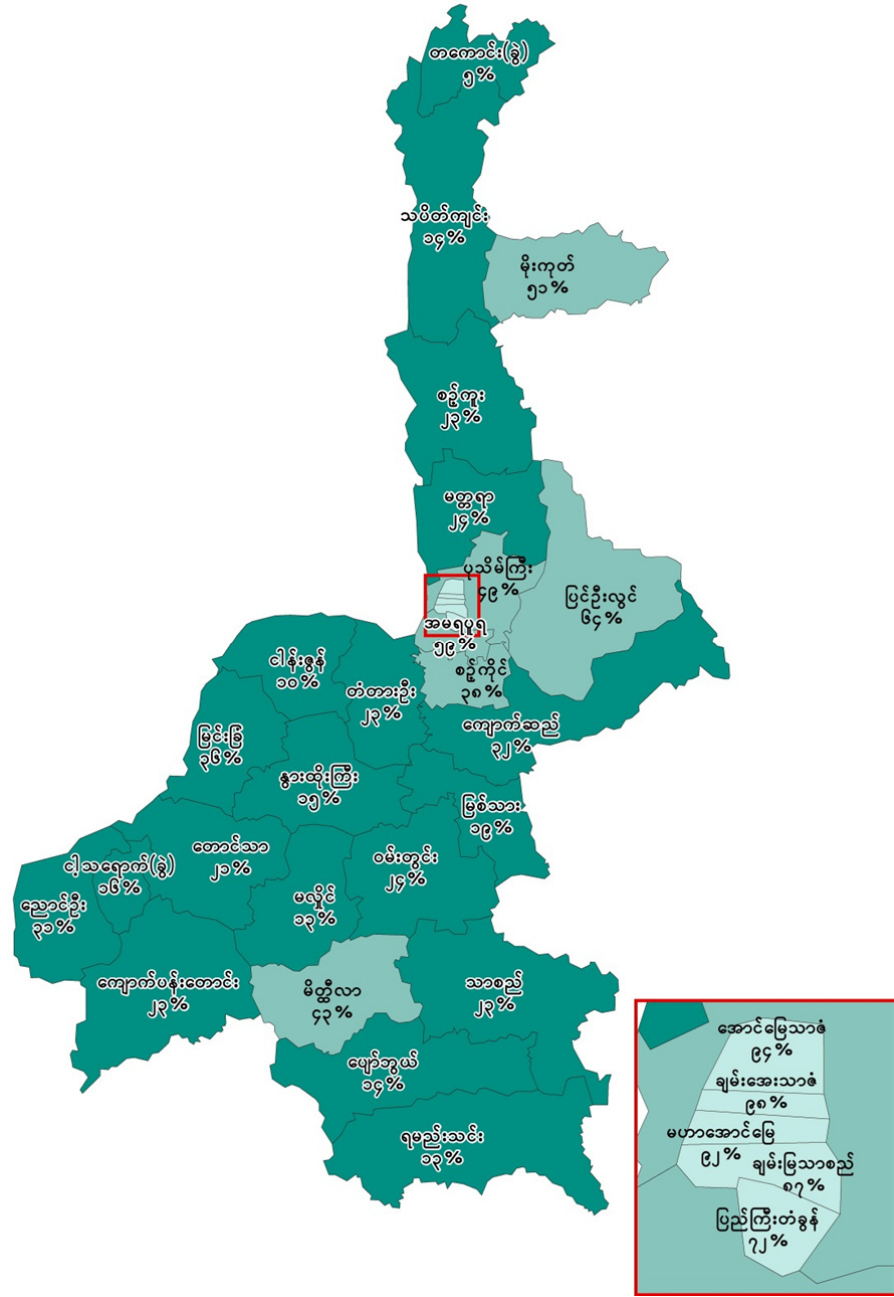 တကောင်း(ခွဲ)
၅%
သပိတ်ကျင်း
၁၄%
မိုးကုတ်
၅၁%
စဉ့်ကူး
၂၃%
မတ္တရာ
၂၄%
ပုသိမ်ကြီး
၄၉%
ပြင်ဦးလွင်
၆၄%
အမရပူရ
၅၉%
စဉ့်ကိုင်
၃၈%
ငါန်းဇွန်
၁၀%
တံတားဦး
၂၃%
ကျောက်ဆည်
၃၂%
မြင်းခြံ
၃၆%
နွားထိုးကြီး
၁၅%
မြစ်သား
၁၉%
တောင်သာ
၂၁%
ဝမ်းတွင်း
၂၄%
ငါ့သရောက်(ခွဲ)
၁၆%
မလှိုင်
၁၃%
ညောင်ဦး
၃၁%
ကျောက်ပန်းတောင်း
၂၃%
မိတ္ထီလာ
၄၃%
သာစည်
၂၃%
ပျော်ဘွယ်
၁၄%
ရမည်းသင်း
၁၃%
အောင်မြေသာဇံ
၉၄%
ချမ်းအေးသာဇံ
၉၈%
မဟာအောင်မြေ
၉၂%
ချမ်းမြသာစည်
၈၇%
ပြည်ကြီးတံခွန်
၇၂%